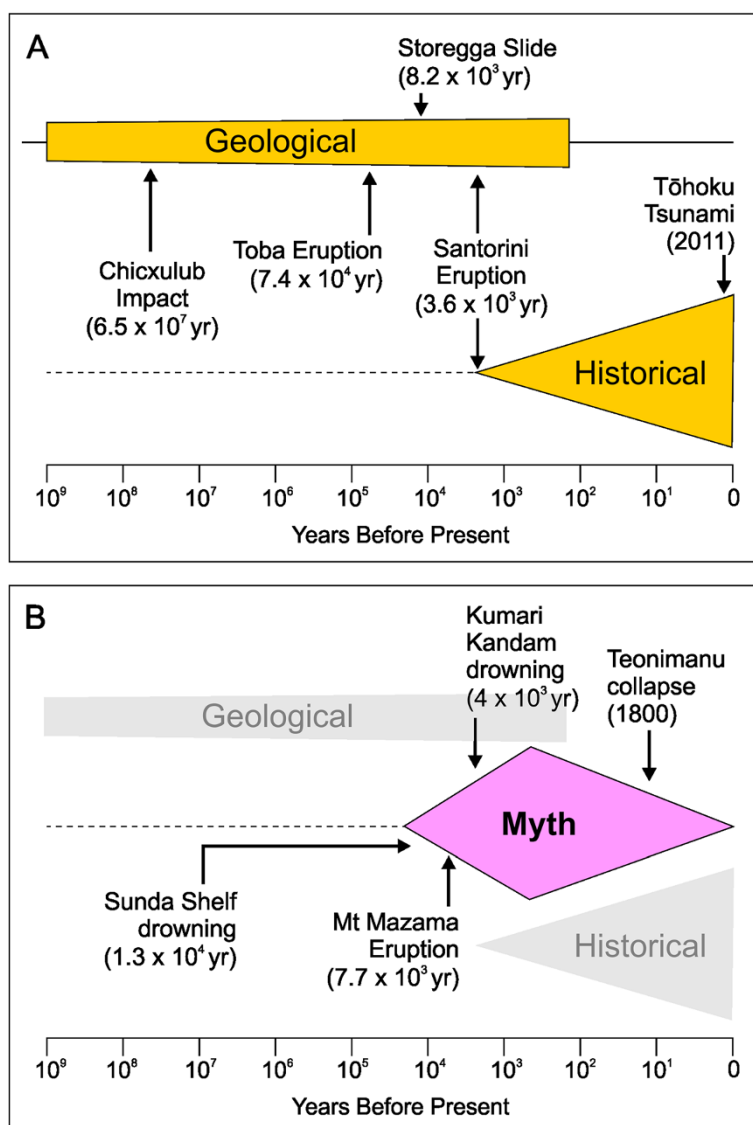 A
Storegga Slide
(8.2 x 10³ yr)
Geological
Tōhoku
Tsunami
(2011)
Chicxulub
Impact
(6.5 x 10⁷ yr)
Toba Eruption
(7.4 x 10⁴ yr)
Santorini
Eruption
(3.6 x 10³ yr)
Historical
10⁹ 10⁸ 10⁷ 10⁶ 10⁵ 10⁴ 10³ 10² 10¹ 0
Years Before Present
B
Kumari
Kandam
drowning
(4 x 10³ yr)
Teonimanu
collapse
(1800)
Geological
Myth
Sunda Shelf
drowning
(1.3 x 10⁴ yr)
Mt Mazama
Eruption
(7.7 x 10³ yr)
Historical
10⁹ 10⁸ 10⁷ 10⁶ 10⁵ 10⁴ 10³ 10² 10¹ 0
Years Before Present